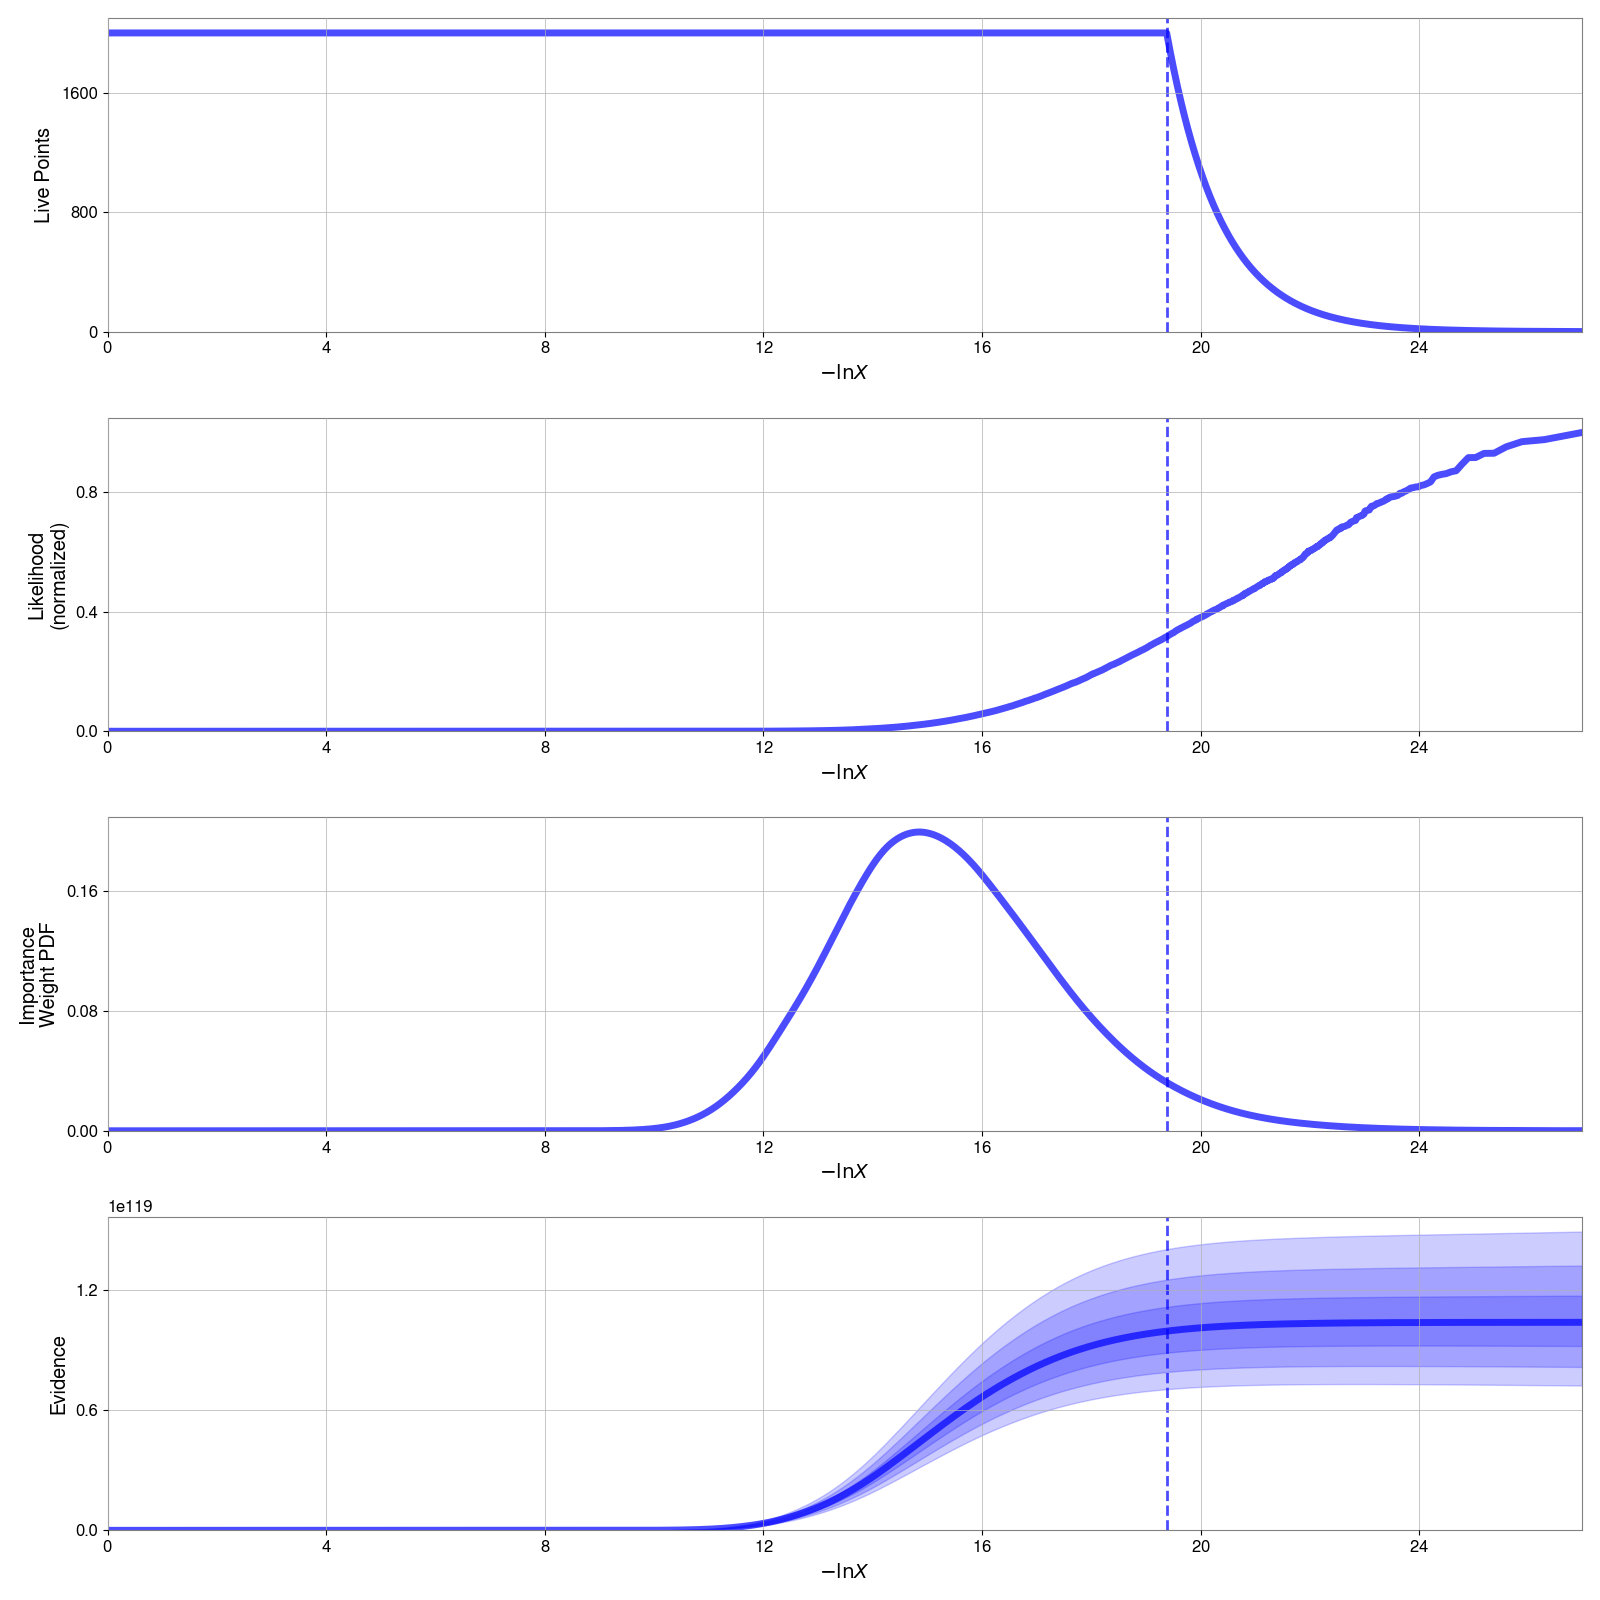 1600
800
0
Live Points
0 4 8 12 16 20 24
−lnX
0.8
0.4
0.0
Likelihood
(normalized)
0 4 8 12 16 20 24
−lnX
0.16
0.08
0.00
Importance
Weight PDF
0 4 8 12 16 20 24
−lnX
1e119
1.2
0.6
0.0
Evidence
0 4 8 12 16 20 24
−lnX